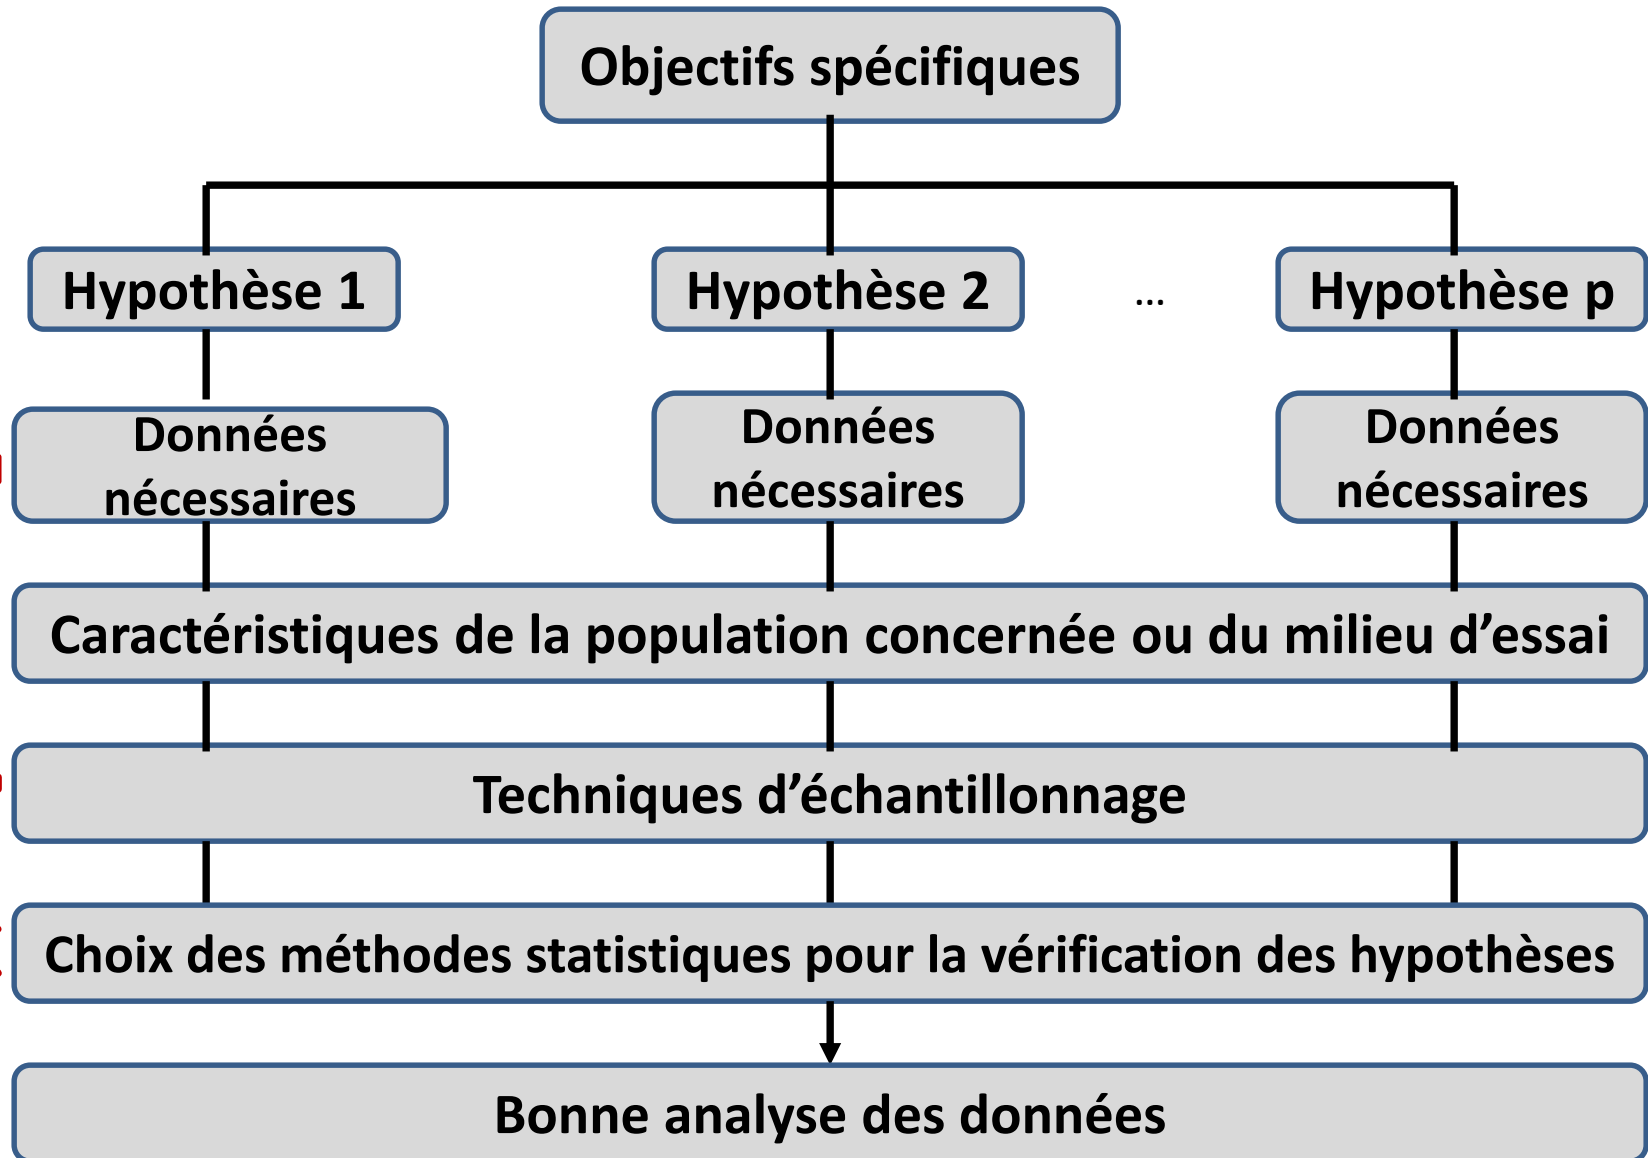 Objectifs spécifiques
Hypothèse 1
Hypothèse 2
...
Hypothèse p
Données
nécessaires
Données
nécessaires
Données
nécessaires
Caractéristiques de la population concernée ou du milieu d’essai
Techniques d’échantillonnage
Choix des méthodes statistiques pour la vérification des hypothèses
Bonne analyse des données